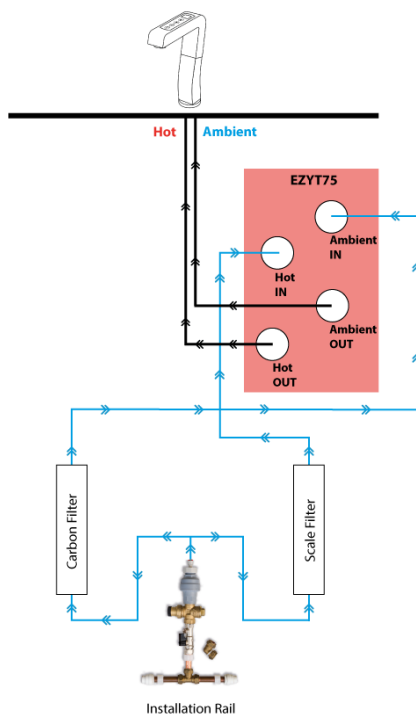 Hot
Ambient
EZYT75
Ambient
IN
Hot
IN
Ambient
OUT
Hot
OUT
Carbon Filter
Scale Filter
Installation Rail